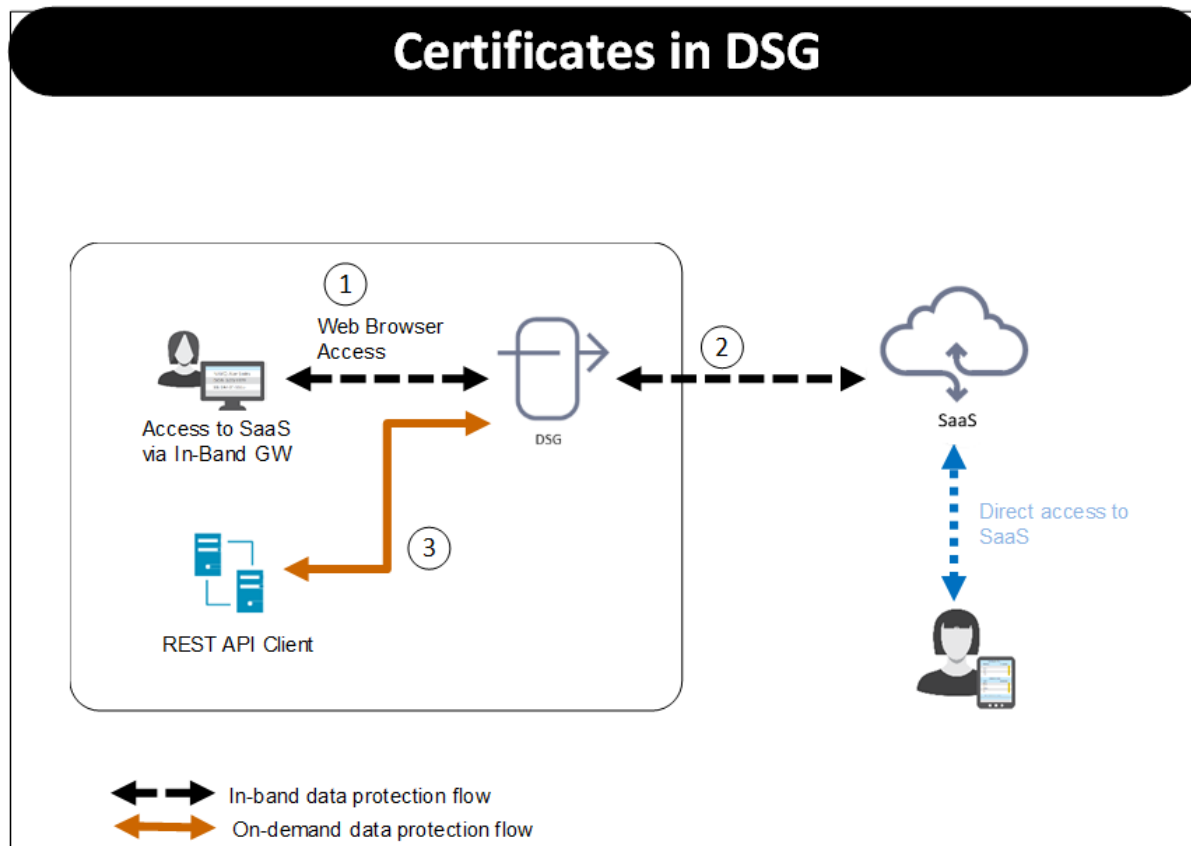 Certificates in DSG
1
Web Browser
Access
2
Access to SaaS
via In-Band GW
DSG
SaaS
Direct access to
SaaS
3
REST API Client
In-band data protection flow
On-demand data protection flow